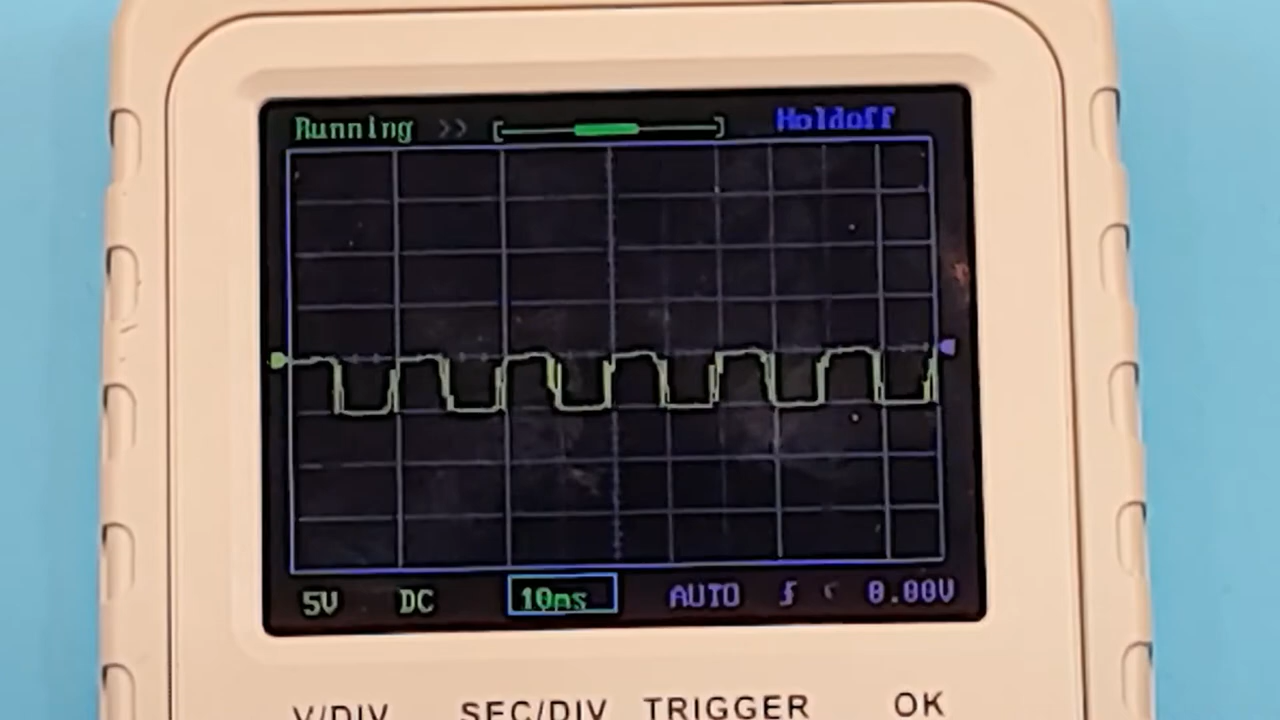 Running >> Holdoff
5V DC 10ms AUTO 0.00V
V/DIV SEC/DIV TRIGGER OK